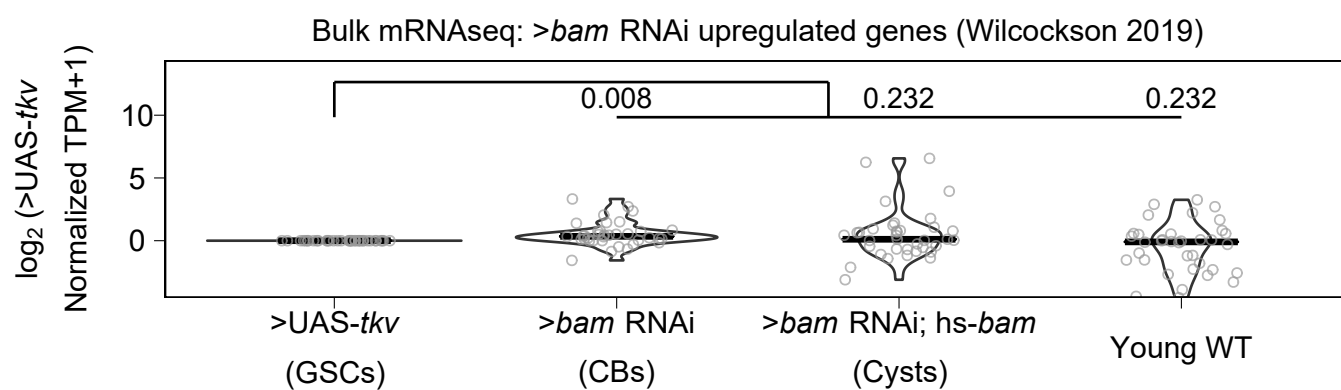 Bulk mRNAseq: >bam RNAi upregulated genes (Wilcockson 2019)
log2 (>UAS-tkv
Normalized TPM+1)
10
5
0
0.008
0.232
0.232
>UAS-tkv
(GSCs)
>bam RNAi
(CBs)
>bam RNAi; hs-bam
(Cysts)
Young WT